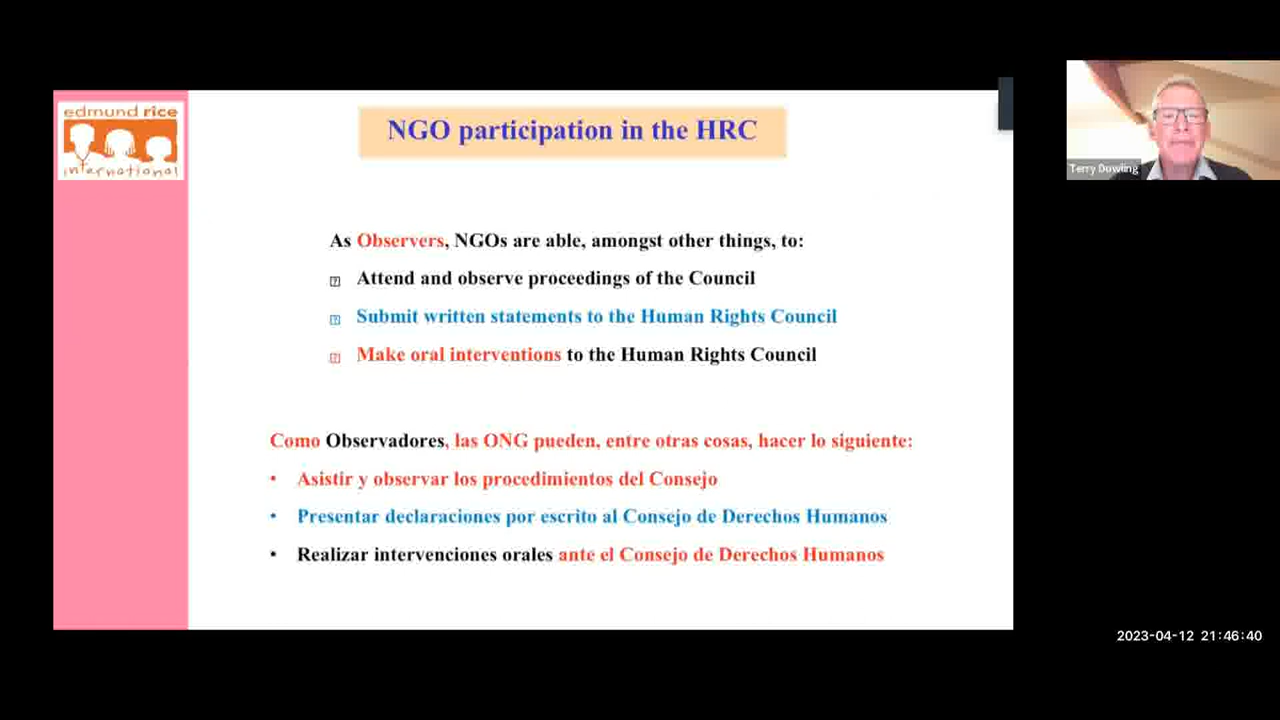 edmund rice
international
NGO participation in the HRC
As Observers, NGOs are able, amongst other things, to:
Attend and observe proceedings of the Council
Submit written statements to the Human Rights Council
Make oral interventions to the Human Rights Council
Como Observadores, las ONG pueden, entre otras cosas, hacer lo siguiente:
• Asistir y observar los procedimientos del Consejo
• Presentar declaraciones por escrito al Consejo de Derechos Humanos
• Realizar intervenciones orales ante el Consejo de Derechos Humanos
Terry Dowling
2023-04-12 21:46:40